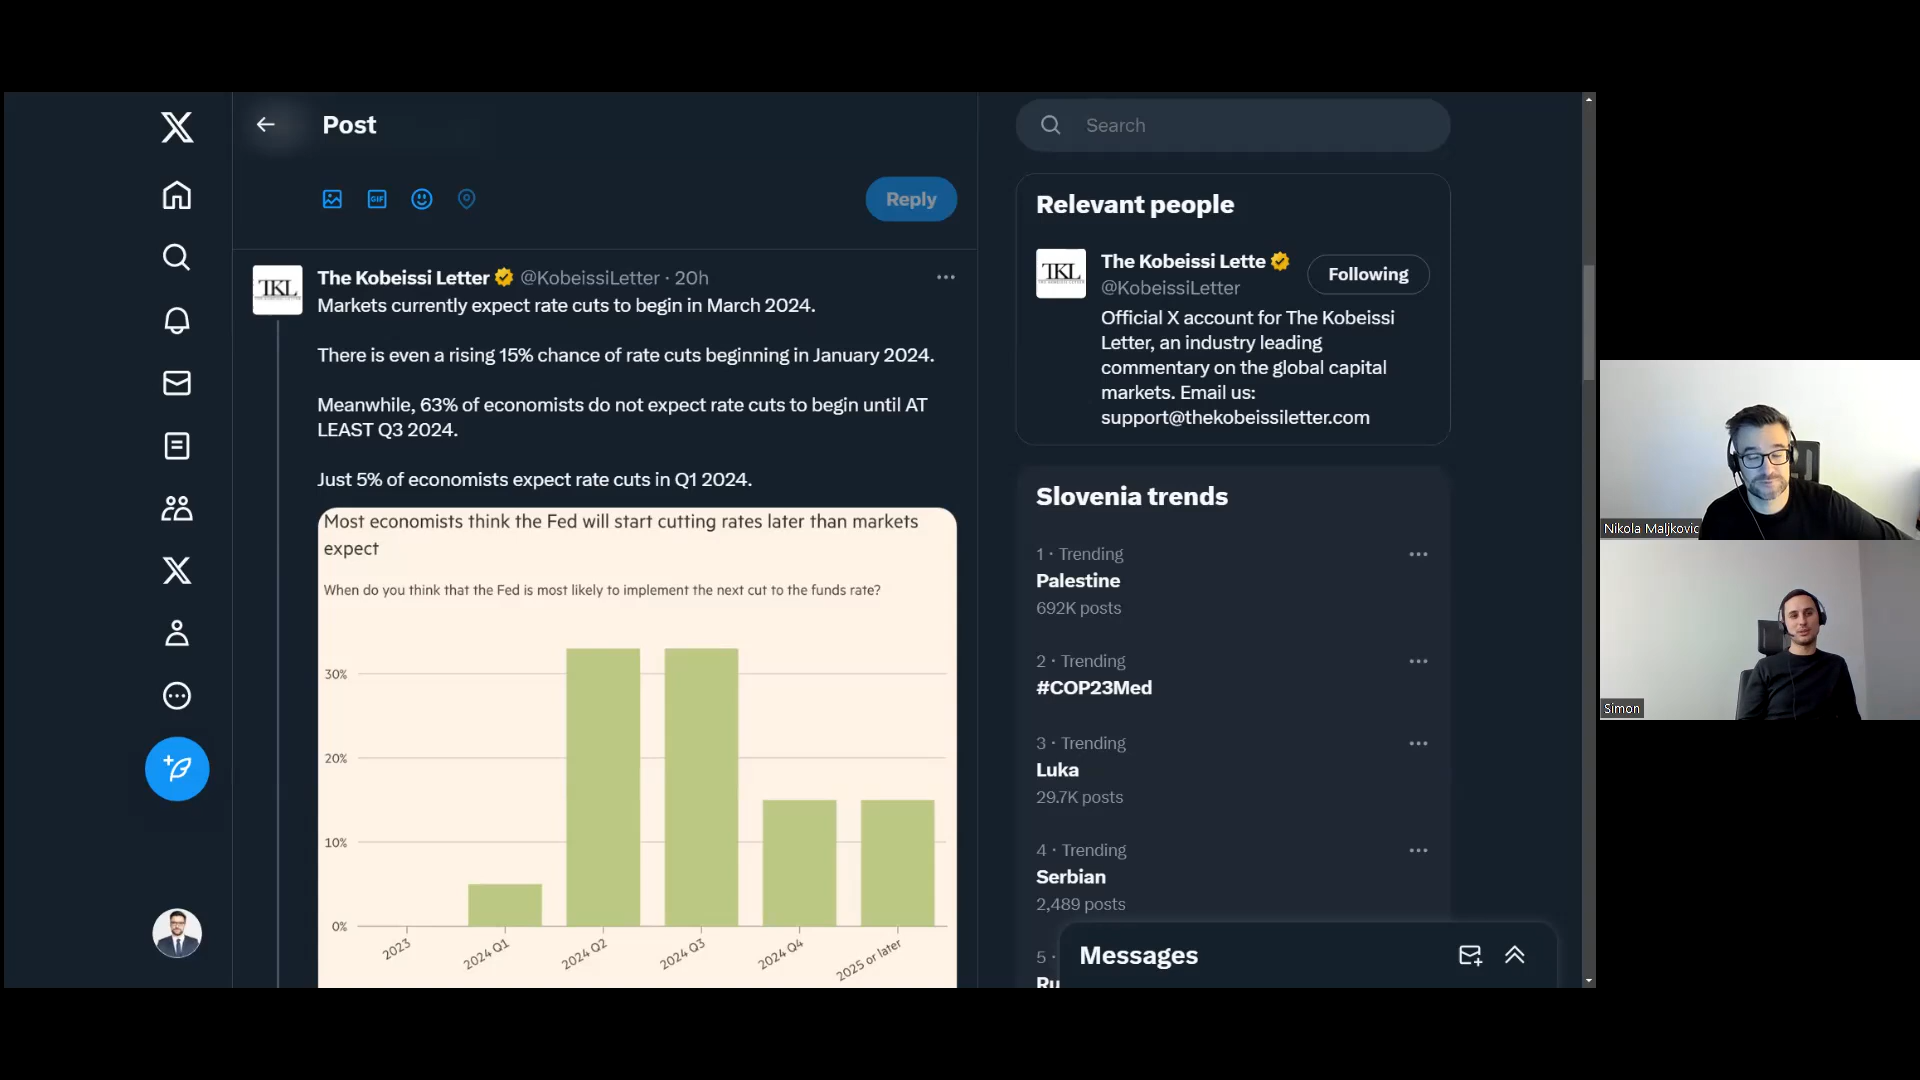 Post
Search
GIF
Reply
Relevant people
TKL
The Kobeissi Letter @KobeissiLetter · 20h
Markets currently expect rate cuts to begin in March 2024.
There is even a rising 15% chance of rate cuts beginning in January 2024.
Meanwhile, 63% of economists do not expect rate cuts to begin until AT
LEAST Q3 2024.
Just 5% of economists expect rate cuts in Q1 2024.
Most economists think the Fed will start cutting rates later than markets
expect
When do you think that the Fed is most likely to implement the next cut to the funds rate?
30%
20%
10%
0%
2023
2024 Q1
2024 Q2
2024 Q3
2024 Q4
2025 or later
TKL
The Kobeissi Lette
Following
@KobeissiLetter
Official X account for The Kobeissi
Letter, an industry leading
commentary on the global capital
markets. Email us:
support@thekobeissiletter.com
Slovenia trends
1 · Trending
Palestine
692K posts
2 · Trending
#COP23Med
3 · Trending
Luka
29.7K posts
4 · Trending
Serbian
2,489 posts
5 ·
Ru
Messages
Nikola Maljkovic
Simon